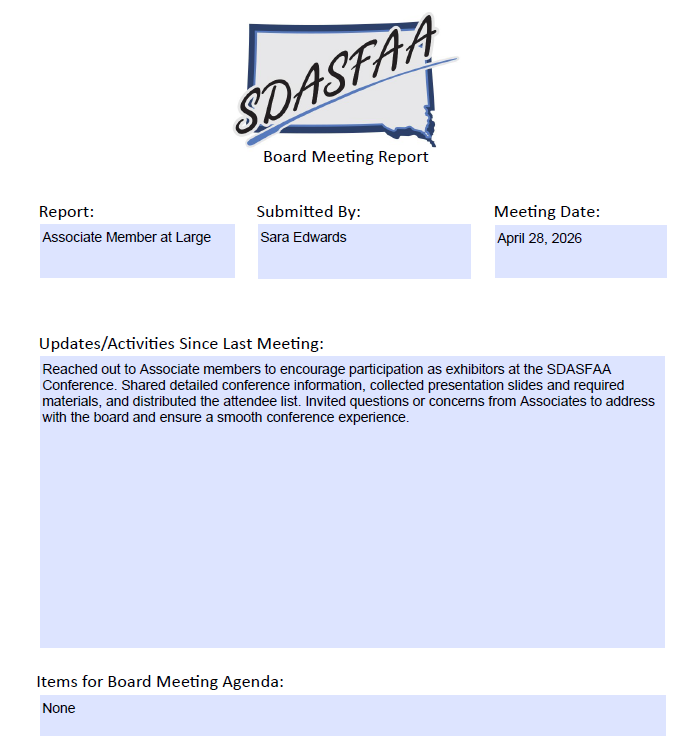 SDASFAA
Board Meeting Report
Report:
Submitted By:
Meeting Date:
Associate Member at Large
Sara Edwards
April 28, 2026
Updates/Activities Since Last Meeting:
Reached out to Associate members to encourage participation as exhibitors at the SDASFAA
Conference. Shared detailed conference information, collected presentation slides and required
materials, and distributed the attendee list. Invited questions or concerns from Associates to address
with the board and ensure a smooth conference experience.
Items for Board Meeting Agenda:
None